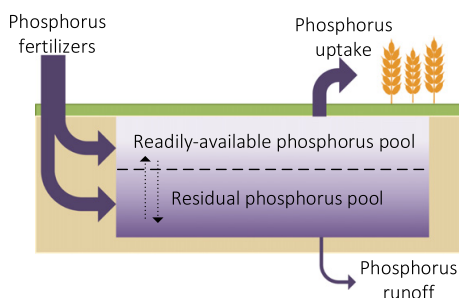 Phosphorus
fertilizers
Phosphorus
uptake
Readily-available phosphorus pool
Residual phosphorus pool
Phosphorus
runoff